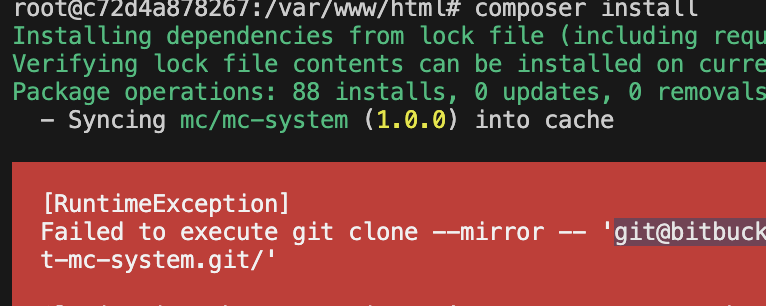 root@c72d4a878267:/var/www/html# composer install
Installing dependencies from lock file (including requ
Verifying lock file contents can be installed on curre
Package operations: 88 installs, 0 updates, 0 removals
- Syncing mc/mc-system (1.0.0) into cache
[RuntimeException]
Failed to execute git clone --mirror -- 'git@bitbuck
t-mc-system.git/'